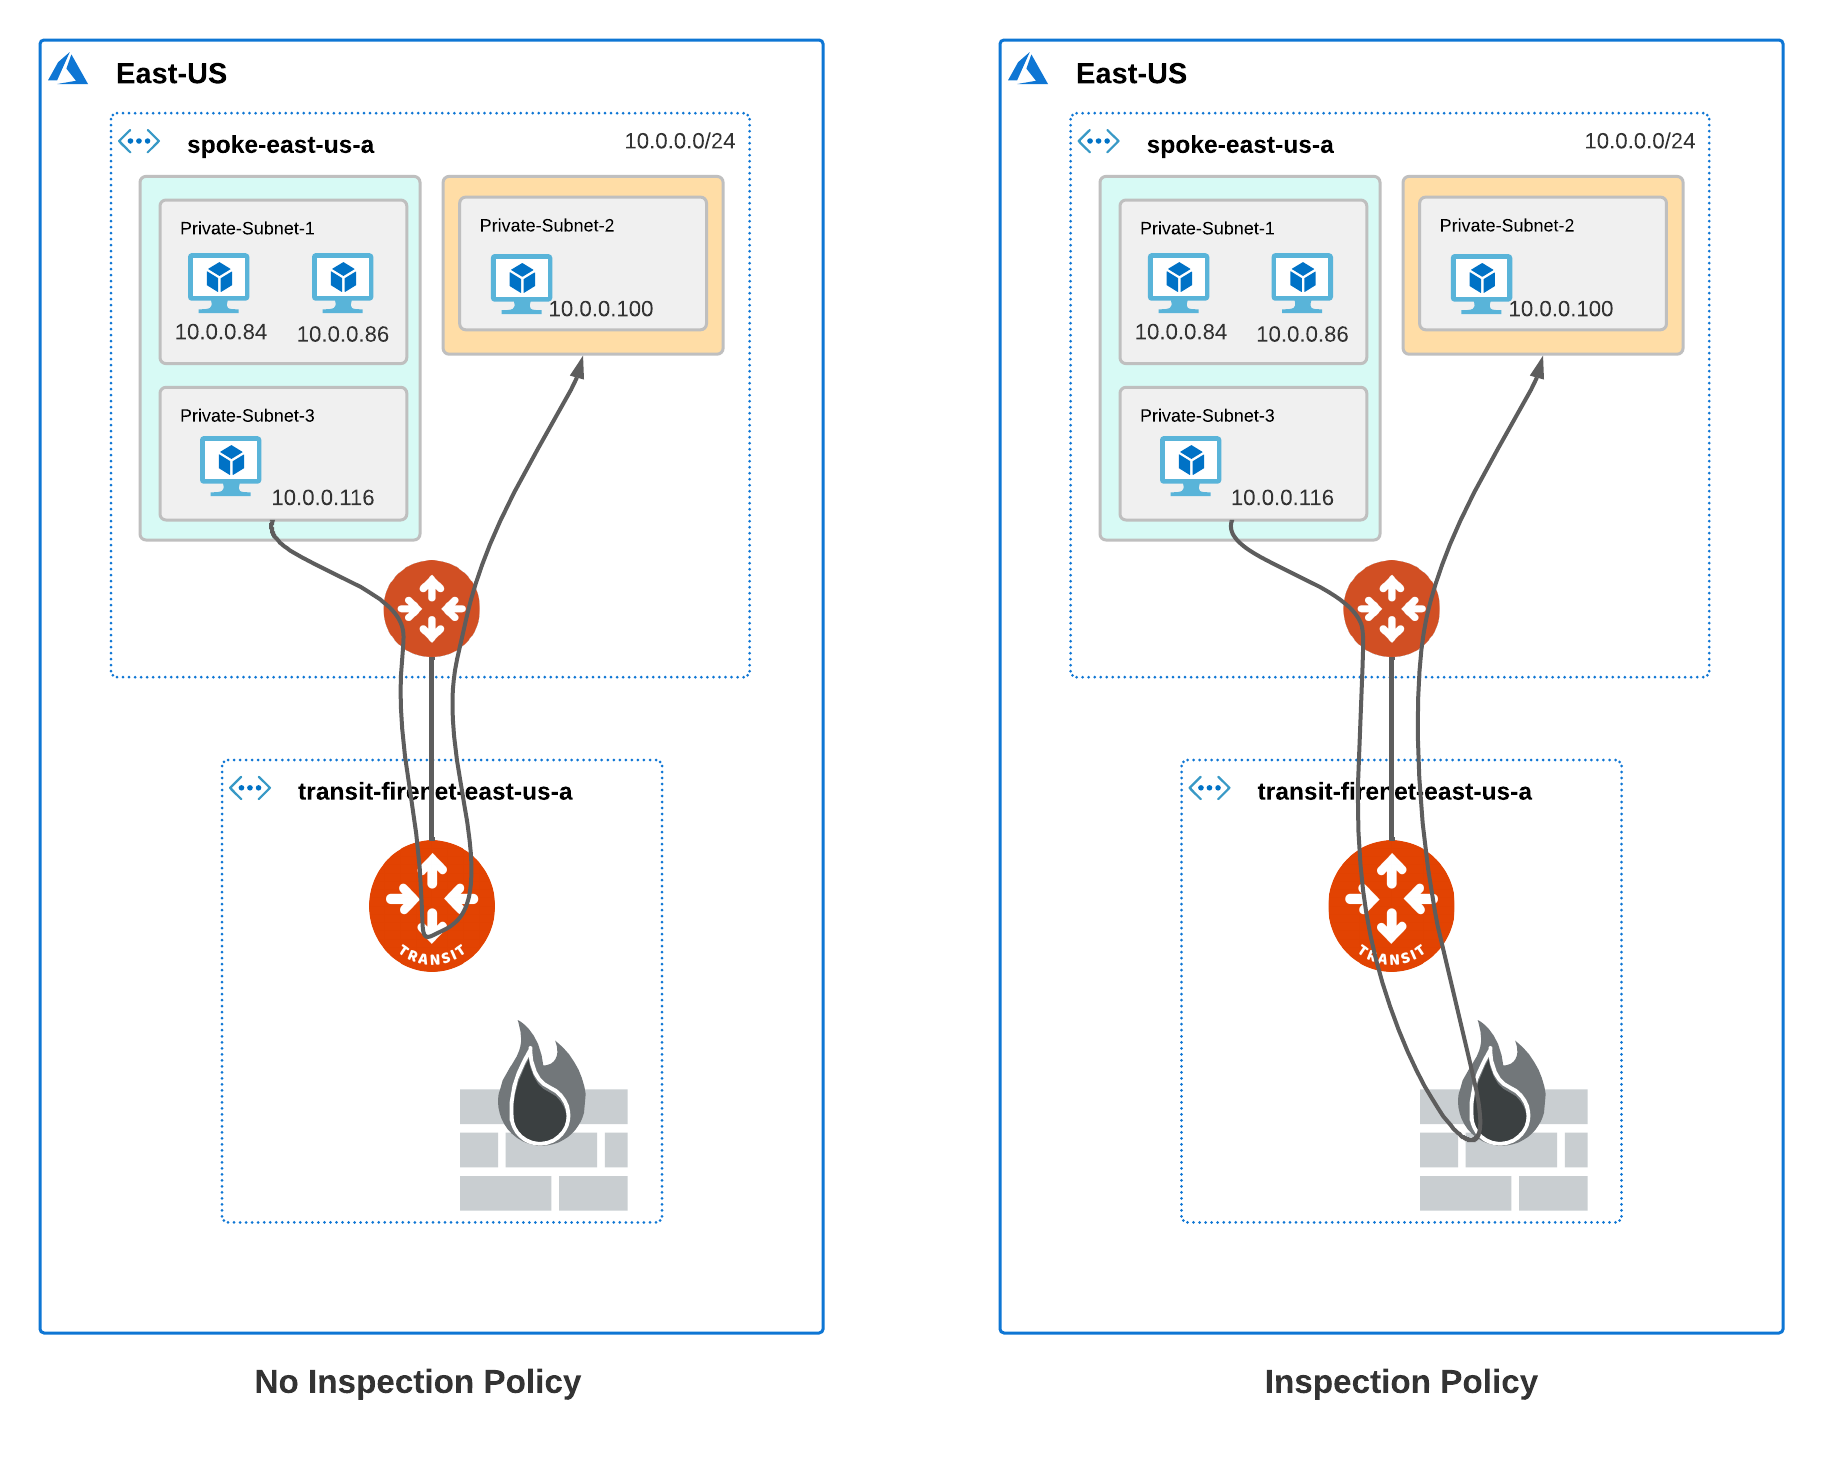 East-US
spoke-east-us-a
10.0.0.0/24
Private-Subnet-1
10.0.0.84
10.0.0.86
Private-Subnet-2
10.0.0.100
Private-Subnet-3
10.0.0.116
transit-firenet-east-us-a
TRANSIT
No Inspection Policy
East-US
spoke-east-us-a
10.0.0.0/24
Private-Subnet-1
10.0.0.84
10.0.0.86
Private-Subnet-2
10.0.0.100
Private-Subnet-3
10.0.0.116
transit-firenet-east-us-a
TRANSIT
Inspection Policy